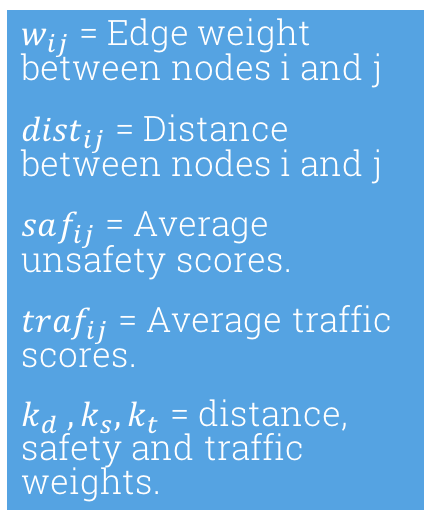 w_{ij} = Edge weight
between nodes i and j
dist_{ij} = Distance
between nodes i and j
saf_{ij} = Average
unsafety scores.
traf_{ij} = Average traffic
scores.
k_d , k_s, k_t = distance,
safety and traffic
weights.